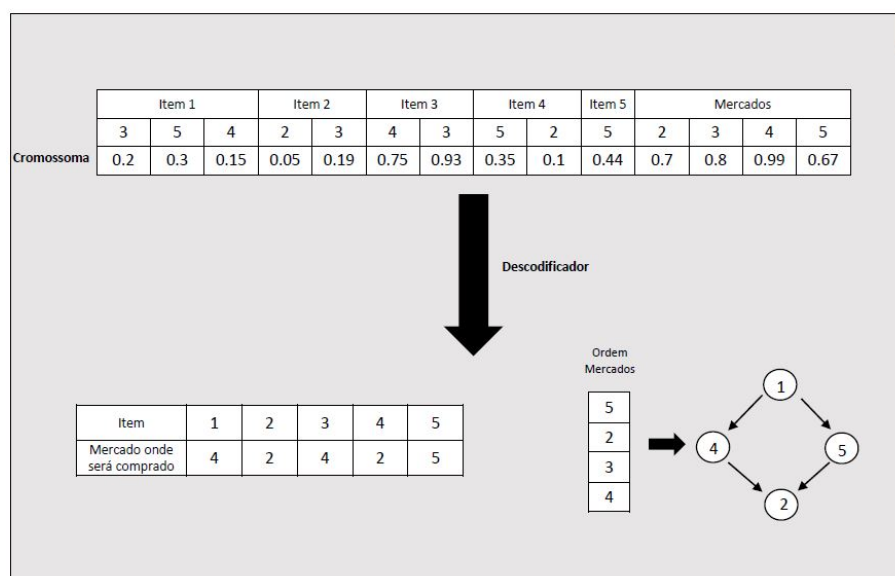 Item 1 Item 2 Item 3 Item 4 Item 5 Mercados
3 5 4 2 3 4 3 5 2 5 2 3 4 5
Cromossoma 0.2 0.3 0.15 0.05 0.19 0.75 0.93 0.35 0.1 0.44 0.7 0.8 0.99 0.67
Descodificador
Item 1 2 3 4 5
Mercado onde
será comprado 4 2 4 2 5
Ordem
Mercados
5
2
3
4
1
4 5
2